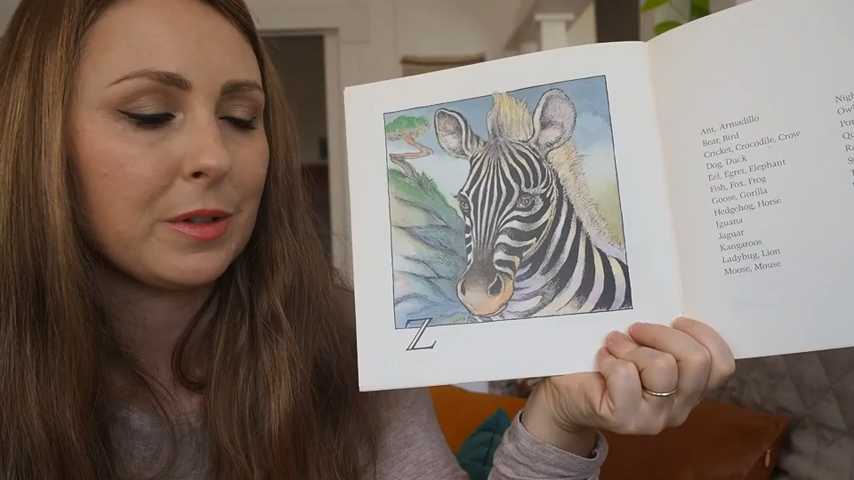 Z
Ant, Armadillo
Bear, Bird
Cricket, Crocodile, Crow
Dog, Duck
Eel, Egret, Elephant
Fish, Fox, Frog
Goose, Gorilla
Hedgehog, Horse
Iguana
Jaguar
Kangaroos
Ladybug, Lion
Moose, Mouse